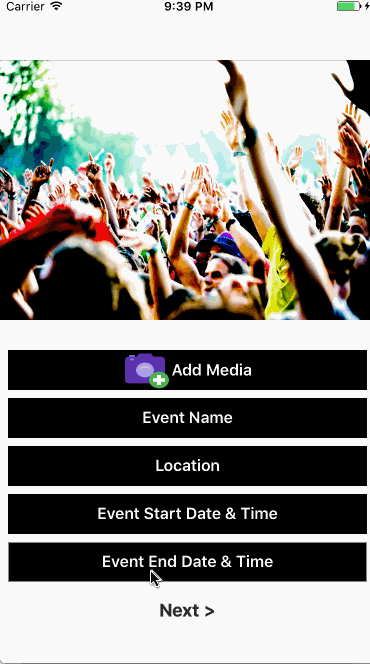 Carrier 9:39 PM
Add Media
Event Name
Location
Event Start Date & Time
Event End Date & Time
Next >